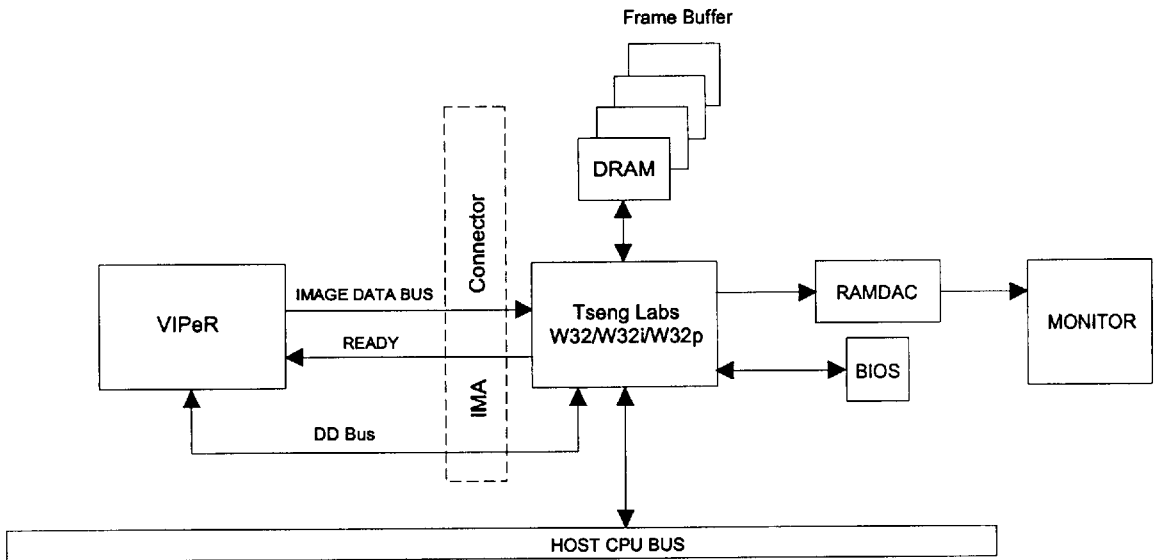 Frame Buffer
DRAM
Connector
IMA
VIPeR
IMAGE DATA BUS
READY
DD Bus
Tseng Labs
W32/W32i/W32p
RAMDAC
BIOS
MONITOR
HOST CPU BUS